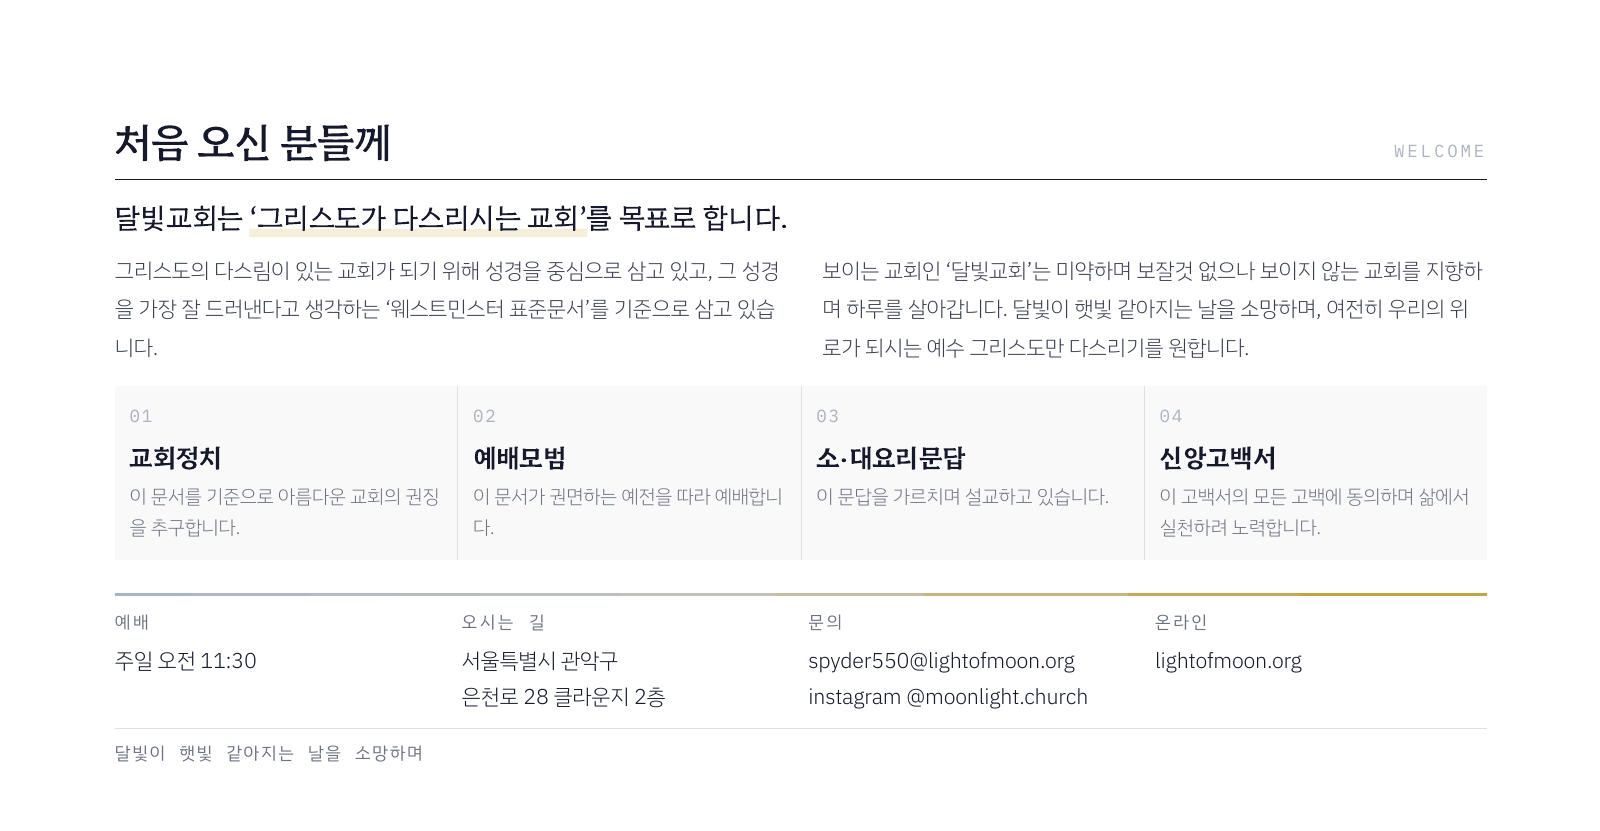 처음 오신 분들께
WELCOME
달빛교회는 ‘그리스도가 다스리시는 교회’를 목표로 합니다.
그리스도의 다스림이 있는 교회가 되기 위해 성경을 중심으로 삼고 있고, 그 성경
을 가장 잘 드러낸다고 생각하는 ‘웨스트민스터 표준문서’를 기준으로 삼고 있습
니다.
보이는 교회인 ‘달빛교회’는 미약하며 보잘것 없으나 보이지 않는 교회를 지향하
며 하루를 살아갑니다. 달빛이 햇빛 같아지는 날을 소망하며, 여전히 우리의 위
로가 되시는 예수 그리스도만 다스리기를 원합니다.
01
교회정치
이 문서를 기준으로 아름다운 교회의 권징
을 추구합니다.
02
예배모범
이 문서가 권면하는 예전을 따라 예배합니
다.
03
소·대요리문답
이 문답을 가르치며 설교하고 있습니다.
04
신앙고백서
이 고백서의 모든 고백에 동의하며 삶에서
실천하려 노력합니다.
예배
주일 오전 11:30
오시는 길
서울특별시 관악구
은천로 28 클라운지 2층
문의
spyder550@lightofmoon.org
instagram @moonlight.church
온라인
lightofmoon.org
달빛이 햇빛 같아지는 날을 소망하며